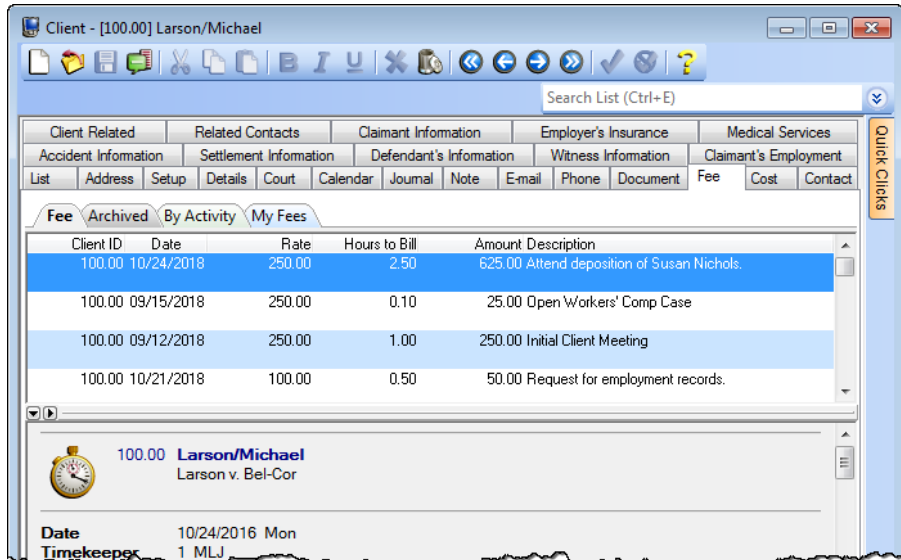 Client - [100.00] Larson/Michael
B I U ?
Search List (Ctrl+E)
Client Related Related Contacts Claimant Information Employer's Insurance Medical Services
Accident Information Settlement Information Defendant's Information Witness Information Claimant's Employment
List Address Setup Details Court Calendar Journal Note E-mail Phone Document Fee Cost Contact
Quick Clicks
Fee Archived By Activity My Fees
Client ID Date Rate Hours to Bill Amount Description
100.00 10/24/2018 250.00 2.50 625.00 Attend deposition of Susan Nichols.
100.00 09/15/2018 250.00 0.10 25.00 Open Workers' Comp Case
100.00 09/12/2018 250.00 1.00 250.00 Initial Client Meeting
100.00 10/21/2018 100.00 0.50 50.00 Request for employment records.
100.00 Larson/Michael
Larson v. Bel-Cor
Date 10/24/2016 Mon
Timekeeper 1 MLJ